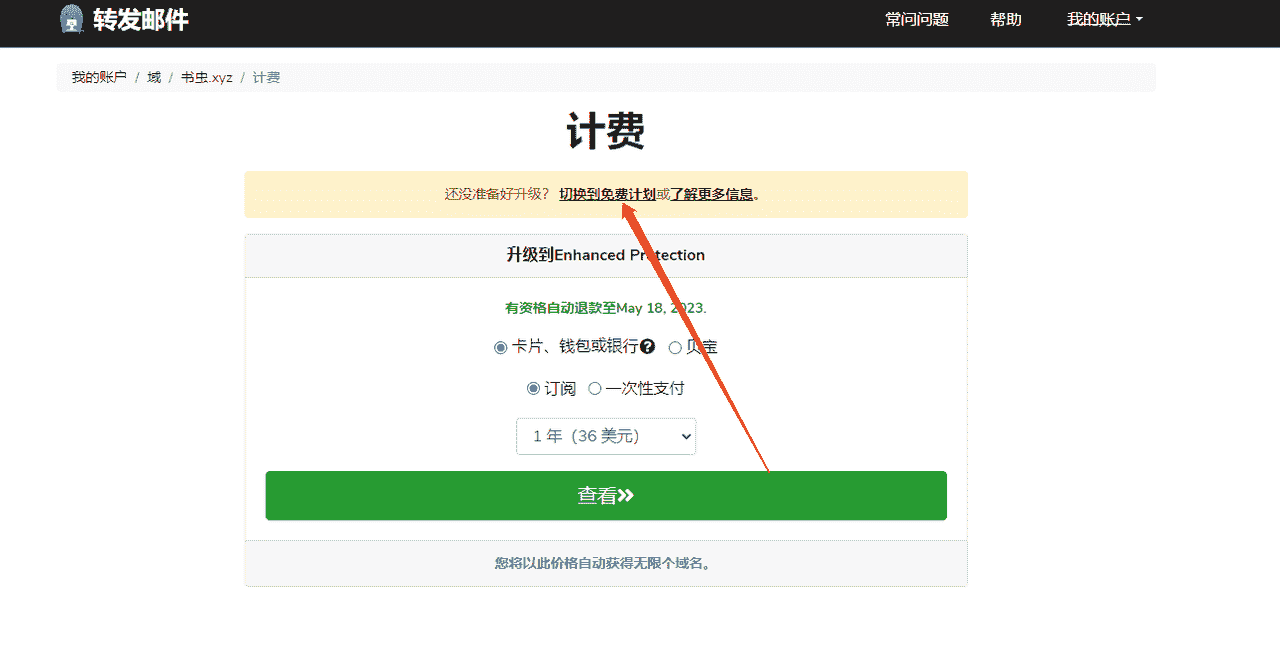 转发邮件 常问问题 帮助 我的账户
我的账户 / 域 / 书虫.xyz / 计费
计费
还没准备好升级？ 切换到免费计划或了解更多信息。
升级到Enhanced Protection
有资格自动退款至May 18, 2023.
卡片、钱包或银行 贝宝
订阅 一次性支付
1 年（36 美元）
查看
您将以此价格自动获得无限个域名。